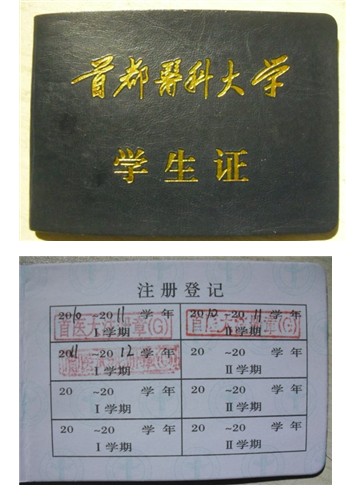 首都医科大学
学生证
注册登记
2010 ~2011 学年 2010 ~2011 学年
I学期 II学期
2011 ~2012 学年 20 ~20 学年
I学期 II学期
20 ~20 学年 20 ~20 学年
I学期 II学期
20 ~20 学年 20 ~20 学年
I学期 II学期